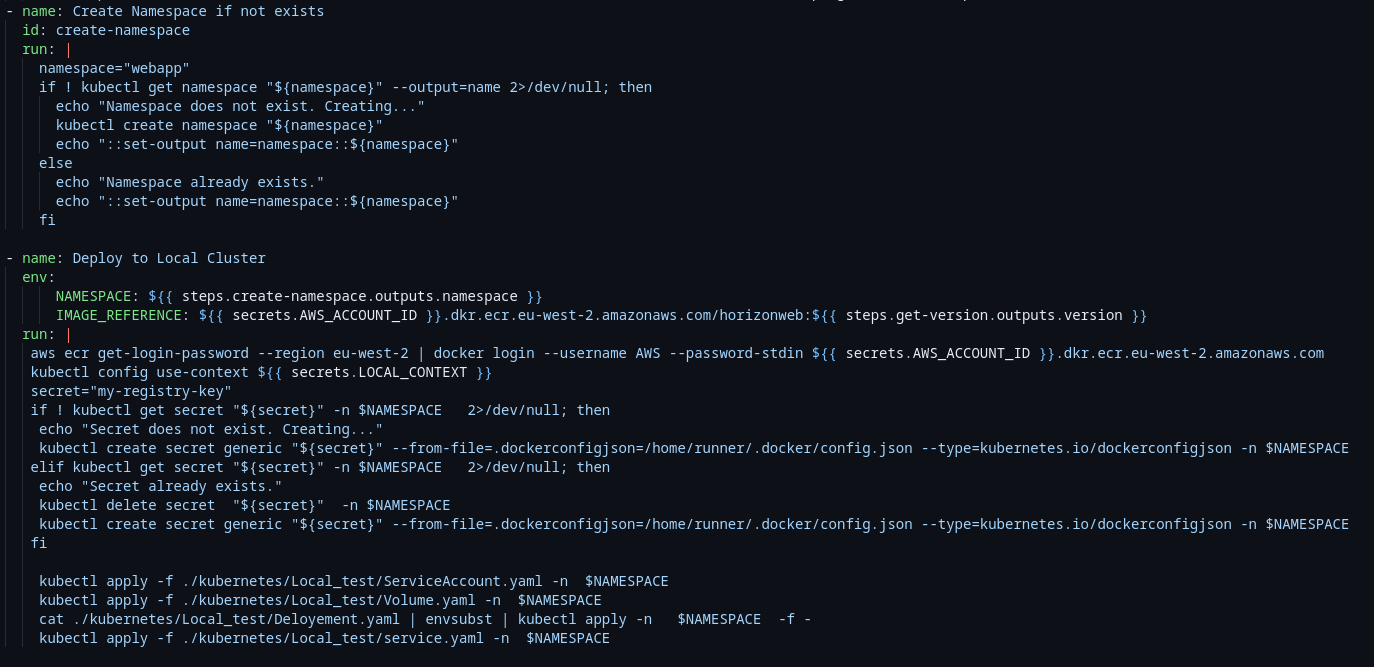 - name: Create Namespace if not exists
  id: create-namespace
  run: |
    namespace="webapp"
    if ! kubectl get namespace "${namespace}" --output=name 2>/dev/null; then
      echo "Namespace does not exist. Creating..."
      kubectl create namespace "${namespace}"
      echo "::set-output name=namespace::${namespace}"
    else
      echo "Namespace already exists."
      echo "::set-output name=namespace::${namespace}"
    fi

- name: Deploy to Local Cluster
  env:
      NAMESPACE: ${{ steps.create-namespace.outputs.namespace }}
      IMAGE_REFERENCE: ${{ secrets.AWS_ACCOUNT_ID }}.dkr.ecr.eu-west-2.amazonaws.com/horizonweb:${{ steps.get-version.outputs.version }}
  run: |
   aws ecr get-login-password --region eu-west-2 | docker login --username AWS --password-stdin ${{ secrets.AWS_ACCOUNT_ID }}.dkr.ecr.eu-west-2.amazonaws.com
   kubectl config use-context ${{ secrets.LOCAL_CONTEXT }}
   secret="my-registry-key"
   if ! kubectl get secret "${secret}" -n $NAMESPACE   2>/dev/null; then
    echo "Secret does not exist. Creating..."
    kubectl create secret generic "${secret}" --from-file=.dockerconfigjson=/home/runner/.docker/config.json --type=kubernetes.io/dockerconfigjson -n $NAMESPACE
   elif kubectl get secret "${secret}" -n $NAMESPACE   2>/dev/null; then
    echo "Secret already exists."
    kubectl delete secret  "${secret}"  -n $NAMESPACE
    kubectl create secret generic "${secret}" --from-file=.dockerconfigjson=/home/runner/.docker/config.json --type=kubernetes.io/dockerconfigjson -n $NAMESPACE
   fi

    kubectl apply -f ./kubernetes/Local_test/ServiceAccount.yaml -n  $NAMESPACE
    kubectl apply -f ./kubernetes/Local_test/Volume.yaml -n  $NAMESPACE
    cat ./kubernetes/Local_test/Deloyement.yaml | envsubst | kubectl apply -n   $NAMESPACE  -f -
    kubectl apply -f ./kubernetes/Local_test/service.yaml -n  $NAMESPACE